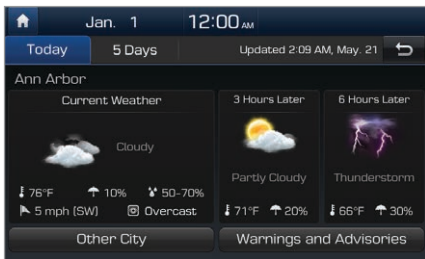 Jan. 1 12:00 AM
Today 5 Days Updated 2:09 AM, May. 21
Ann Arbor
Current Weather
Cloudy
76°F 10% 50-70%
5 mph (SW) Overcast
3 Hours Later
Partly Cloudy
71°F 20%
6 Hours Later
Thunderstorm
66°F 30%
Other City Warnings and Advisories